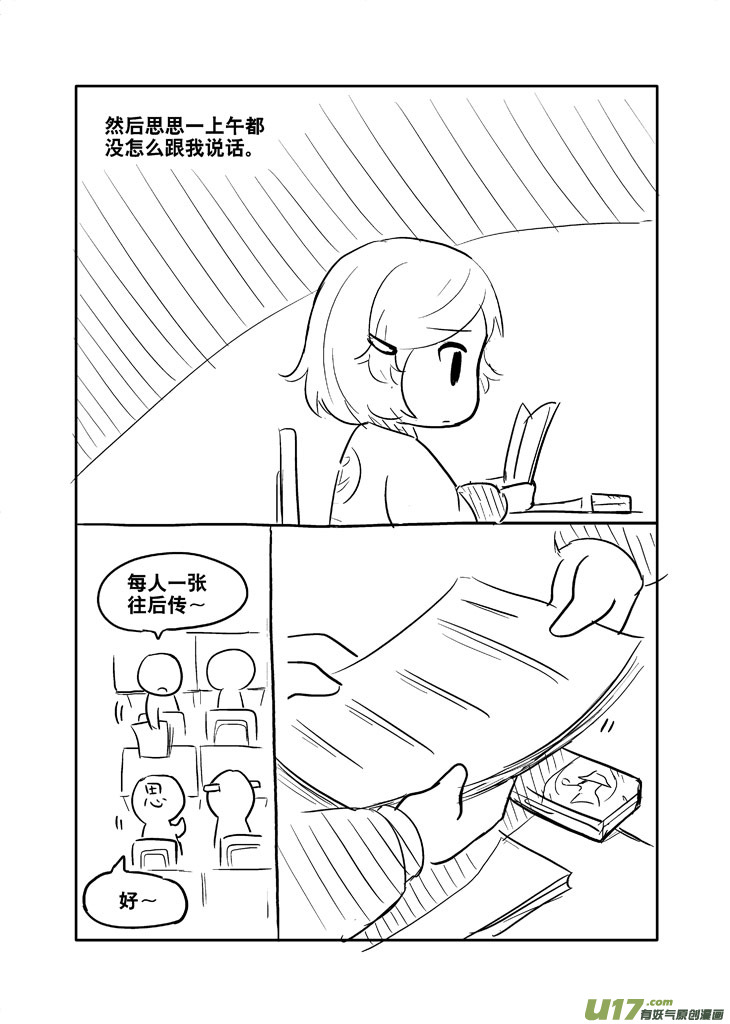 然后思思一上午都
没怎么跟我说话。
每人一张
往后传～
思
好～
U17.com
有妖气原创漫画